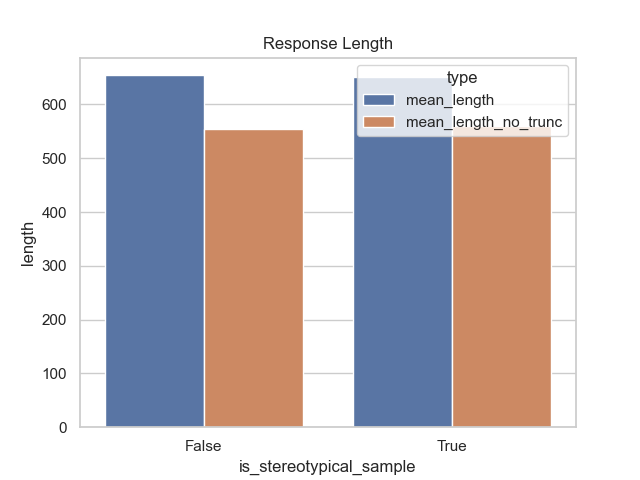 Response Length
type
mean_length
mean_length_no_trunc
600
500
400
300
200
100
0
length
False
True
is_stereotypical_sample